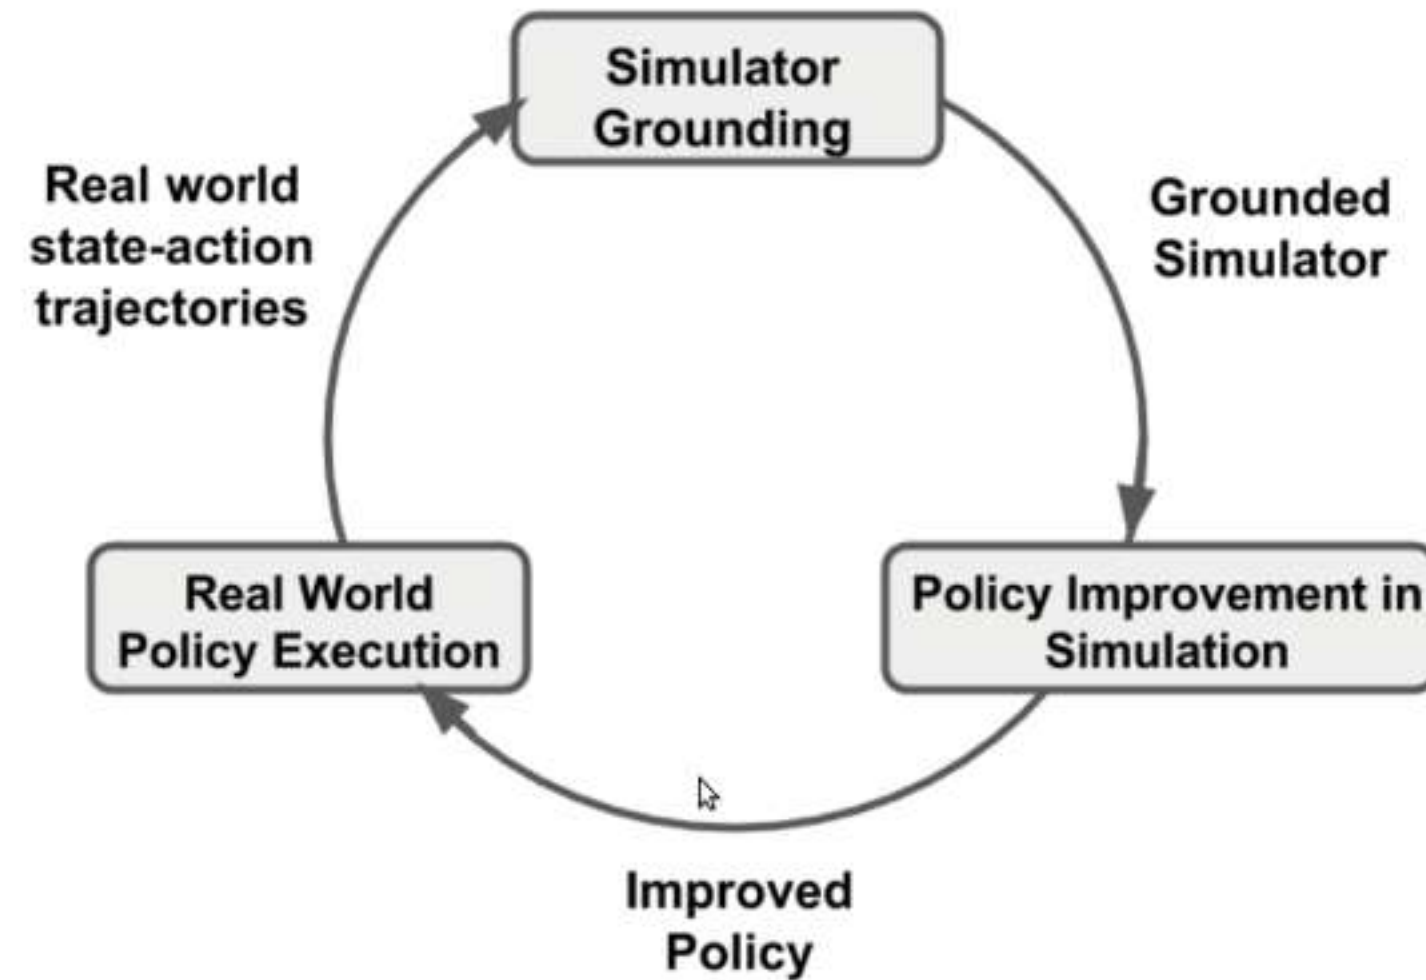 Simulator
Grounding
Real world
state-action
trajectories
Grounded
Simulator
Real World
Policy Execution
Policy Improvement in
Simulation
Improved
Policy